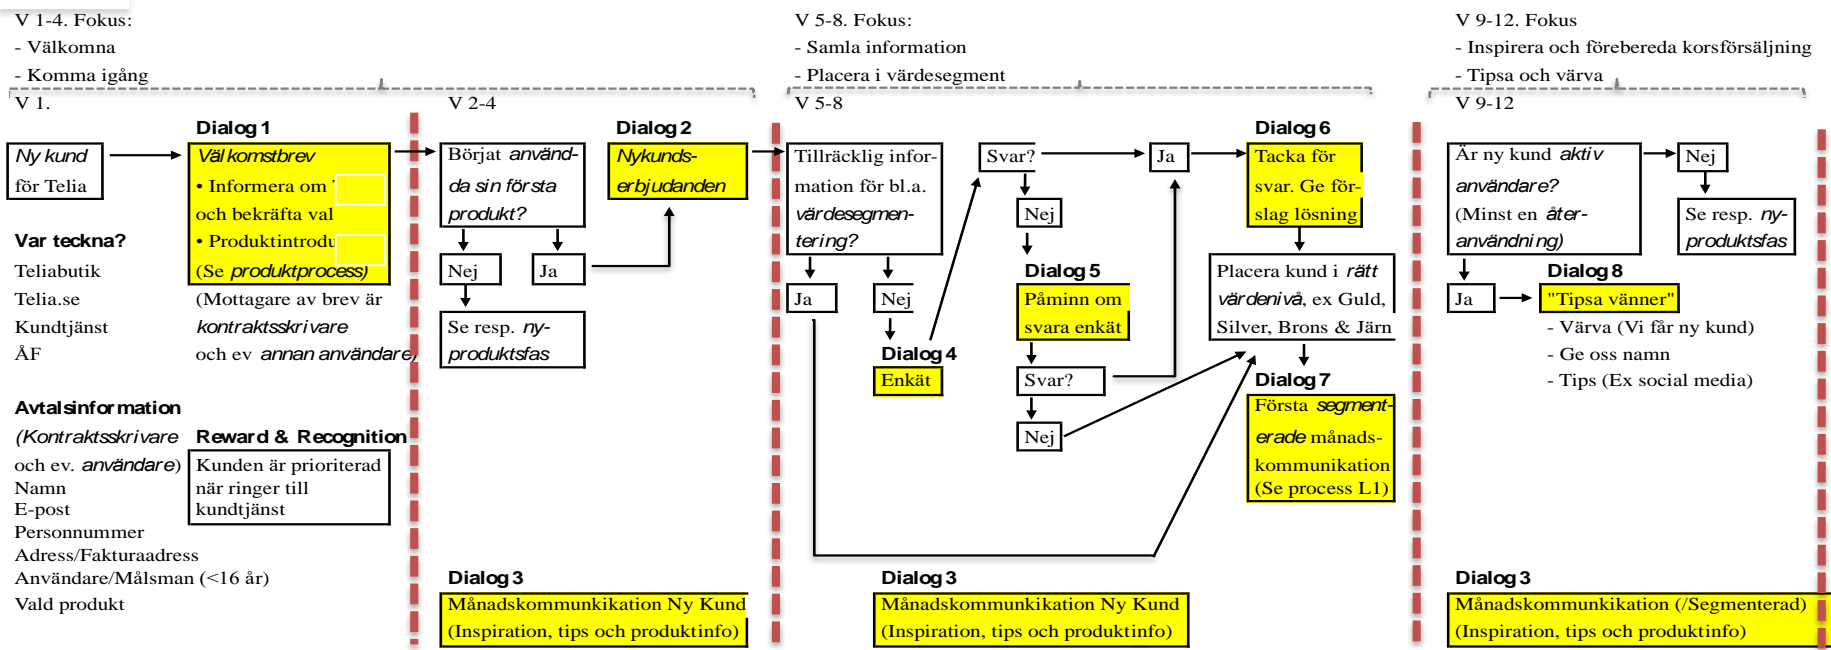 V 1-4. Fokus:
- Välkomna
- Komma igång
V 1.
V 2-4
Ny kund
för Telia
Dialog 1
Välkomstbrev
• Informera om
och bekräfta val
• Produktintrodu
(Se produktprocess)
(Mottagare av brev är
kontraktsskrivare
och ev annan användare)
Var teckna?
Teliabutik
Telia.se
Kundtjänst
ÅF
Avtalsinformation
(Kontraktsskrivare
och ev. användare)
Namn
E-post
Personnummer
Adress/Fakturaadress
Användare/Målsman (<16 år)
Vald produkt
Reward & Recognition
Kunden är prioriterad
när ringer till
kundtjänst
Börjat använd-
da sin första
produkt?
Nej
Ja
Se resp. ny-
produktsfas
Dialog 2
Nykunds-
erbjudanden
Dialog 3
Månadskommunkikation Ny Kund
(Inspiration, tips och produktinfo)
V 5-8. Fokus:
- Samla information
- Placera i värdesegment
V 5-8
Tillräcklig infor-
mation för bl.a.
värdesegmen-
tering?
Ja
Nej
Dialog 4
Enkät
Svar?
Nej
Dialog 5
Påminn om
svara enkät
Svar?
Nej
Ja
Dialog 6
Tacka för
svar. Ge för-
slag lösning
Placera kund i rätt
värdenivå, ex Guld,
Silver, Brons & Järn
Dialog 7
Första segment-
erade månads-
kommunikation
(Se process L1)
Dialog 3
Månadskommunkikation Ny Kund
(Inspiration, tips och produktinfo)
V 9-12. Fokus
- Inspirera och förebereda korsförsäljning
- Tipsa och värva
V 9-12
Är ny kund aktiv
användare?
(Minst en åter-
användning)
Nej
Se resp. ny-
produktsfas
Ja
Dialog 8
"Tipsa vänner"
- Värva (Vi får ny kund)
- Ge oss namn
- Tips (Ex social media)
Dialog 3
Månadskommunkikation (/Segmenterad)
(Inspiration, tips och produktinfo)